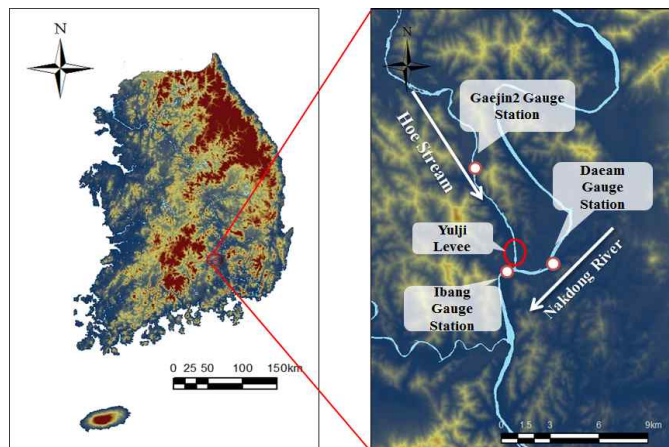 N
0 25 50 100 150km
N
Gaejin2 Gauge
Station
Hoe Stream
Daeam
Gauge
Station
Yulji
Levee
Ibang
Gauge
Station
Nakdong River
0 1.5 3 6 9km